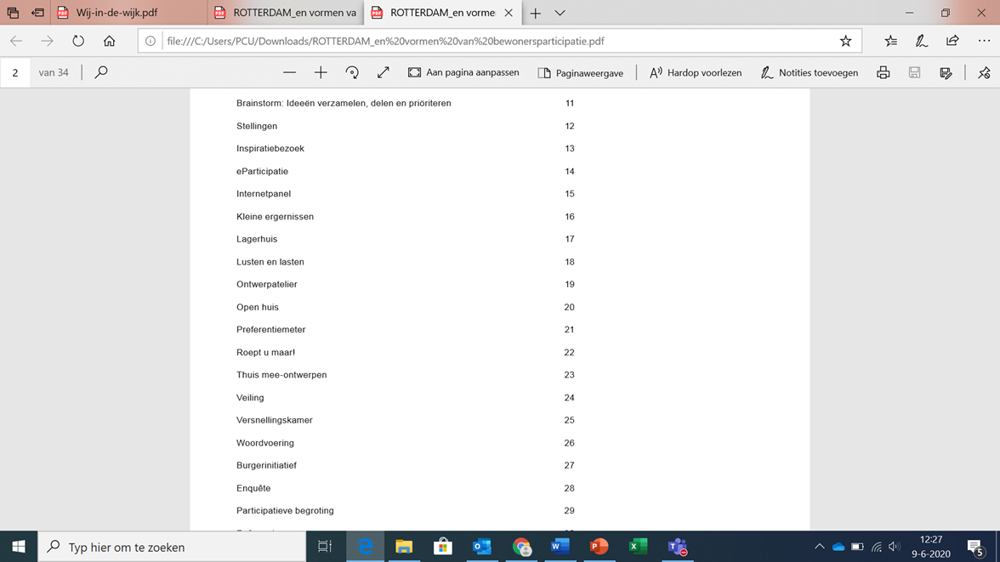 Wij-in-de-wijk.pdf
ROTTERDAM_en vormen va
ROTTERDAM_en vorme
file:///C:/Users/PCU/Downloads/ROTTERDAM_en%20vormen%20van%20bewonersparticipatie.pdf
2 van 34 Aan pagina aanpassen Paginaweergave Hardop voorlezen Notities toevoegen
Brainstorm: Ideeën verzamelen, delen en prioriteren 11
Stellingen 12
Inspiratiebezoek 13
eParticipatie 14
Internetpanel 15
Kleine ergernissen 16
Lagerhuis 17
Lusten en lasten 18
Ontwerpatelier 19
Open huis 20
Preferentiemeter 21
Roept u maar! 22
Thuis mee-ontwerpen 23
Veiling 24
Versnellingskamer 25
Woordvoering 26
Burgerinitiatief 27
Enquête 28
Participatieve begroting 29
Typ hier om te zoeken
12:27
9-6-2020
5